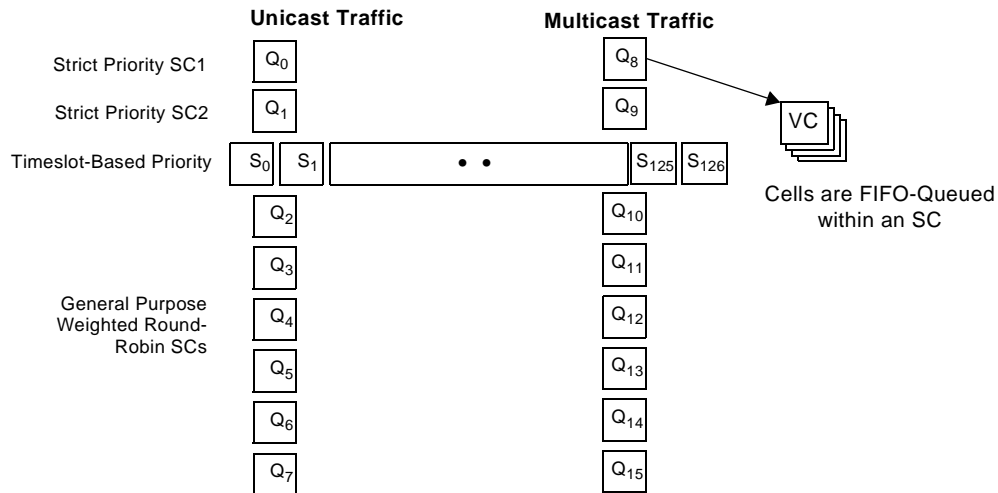 Unicast Traffic
Multicast Traffic
Strict Priority SC1
Q0
Q8
Strict Priority SC2
Q1
Q9
VC
Timeslot-Based Priority
S0
S1
• •
S125
S126
Cells are FIFO-Queued
within an SC
Q2
Q10
Q3
Q11
General Purpose
Weighted Round-
Robin SCs
Q4
Q12
Q5
Q13
Q6
Q14
Q7
Q15